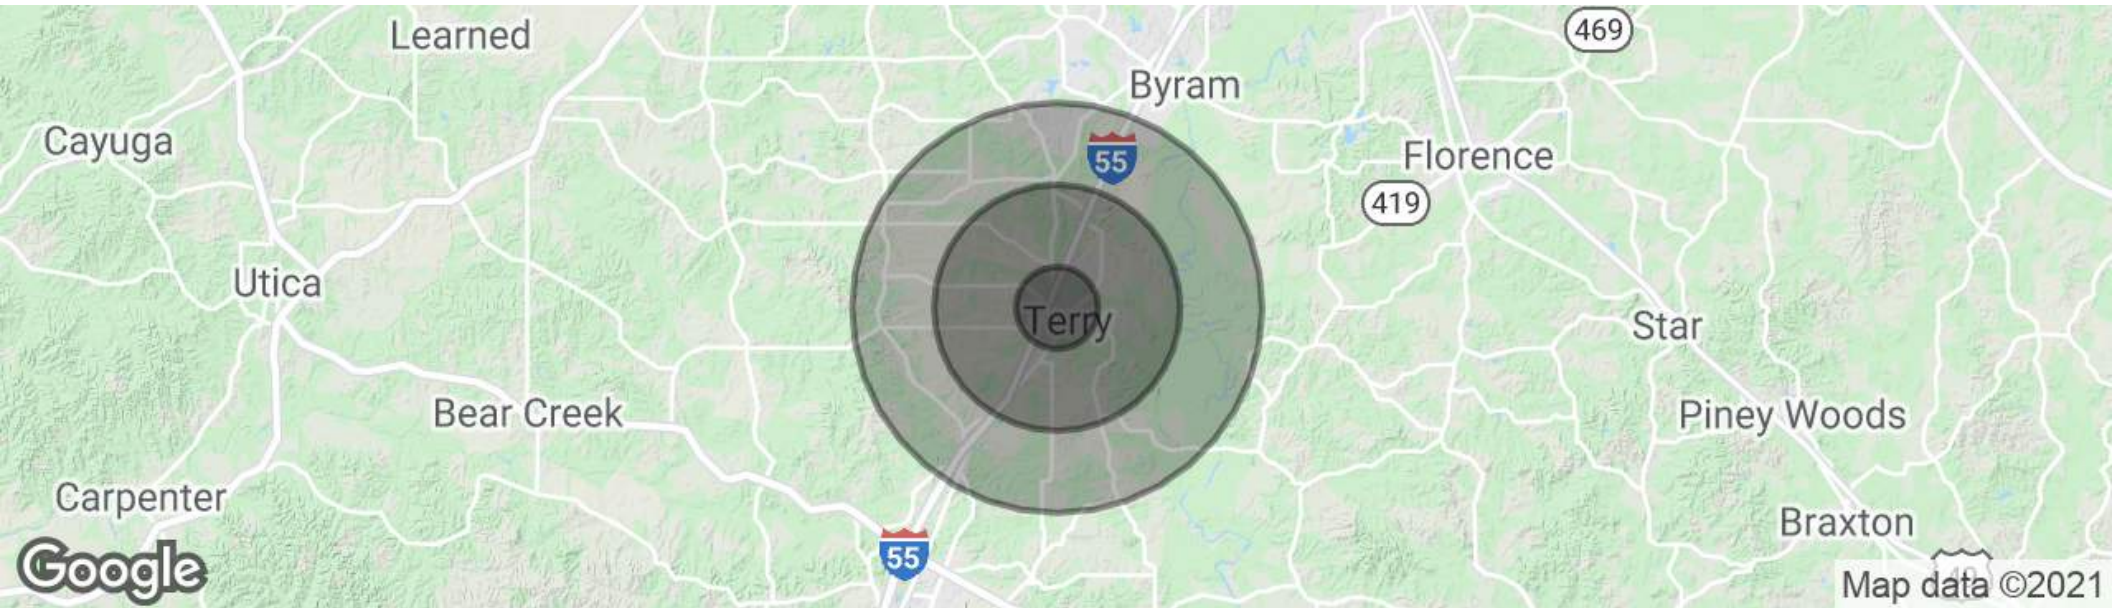 Learned
469
Byram
Cayuga
55
Florence
419
Utica
Terry
Star
Bear Creek
Piney Woods
Carpenter
Braxton
55
Google
Map data ©2021